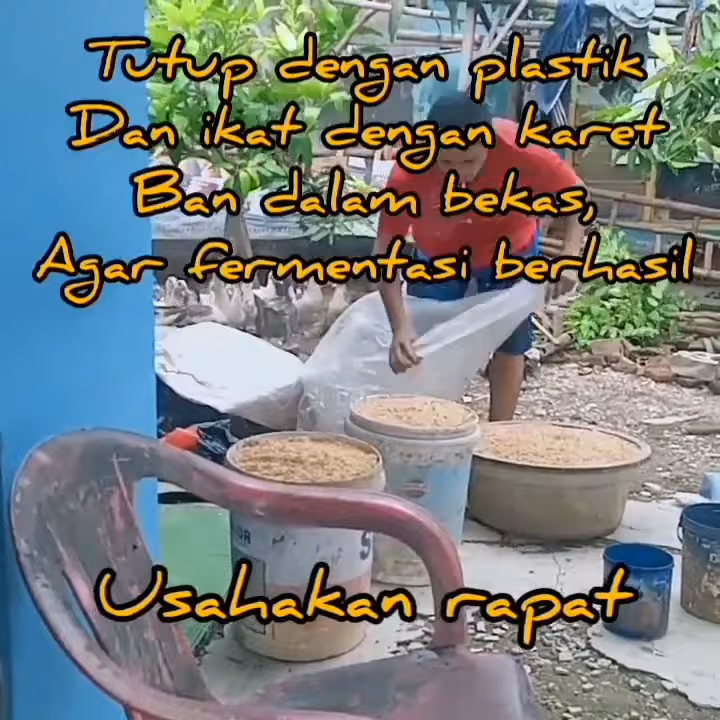 Tutup dengan plastik
Dan ikat dengan karet
Ban dalam bekas,
Agar fermentasi berhasil
Usahakan rapat